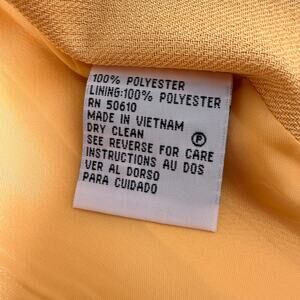 100% POLYESTER
LINING:100% POLYESTER
RN 50610
MADE IN VIETNAM
DRY CLEAN Ⓟ
SEE REVERSE FOR CARE
INSTRUCTIONS AU DOS
VER AL DORSO
PARA CUIDADO